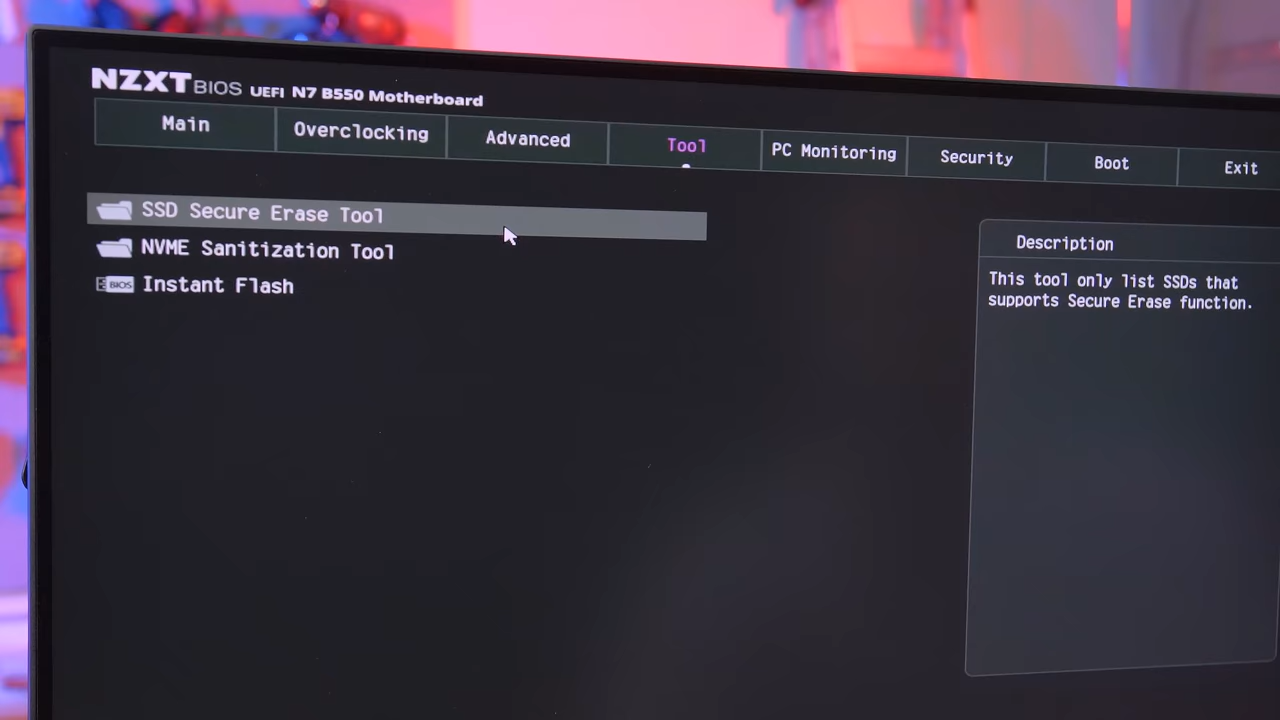 NZXT BIOS UEFI N7 B550 Motherboard
Main Overclocking Advanced Tool PC Monitoring Security Boot Exit
SSD Secure Erase Tool
NVME Sanitization Tool
BIOS Instant Flash
Description
This tool only list SSDs that
supports Secure Erase function.